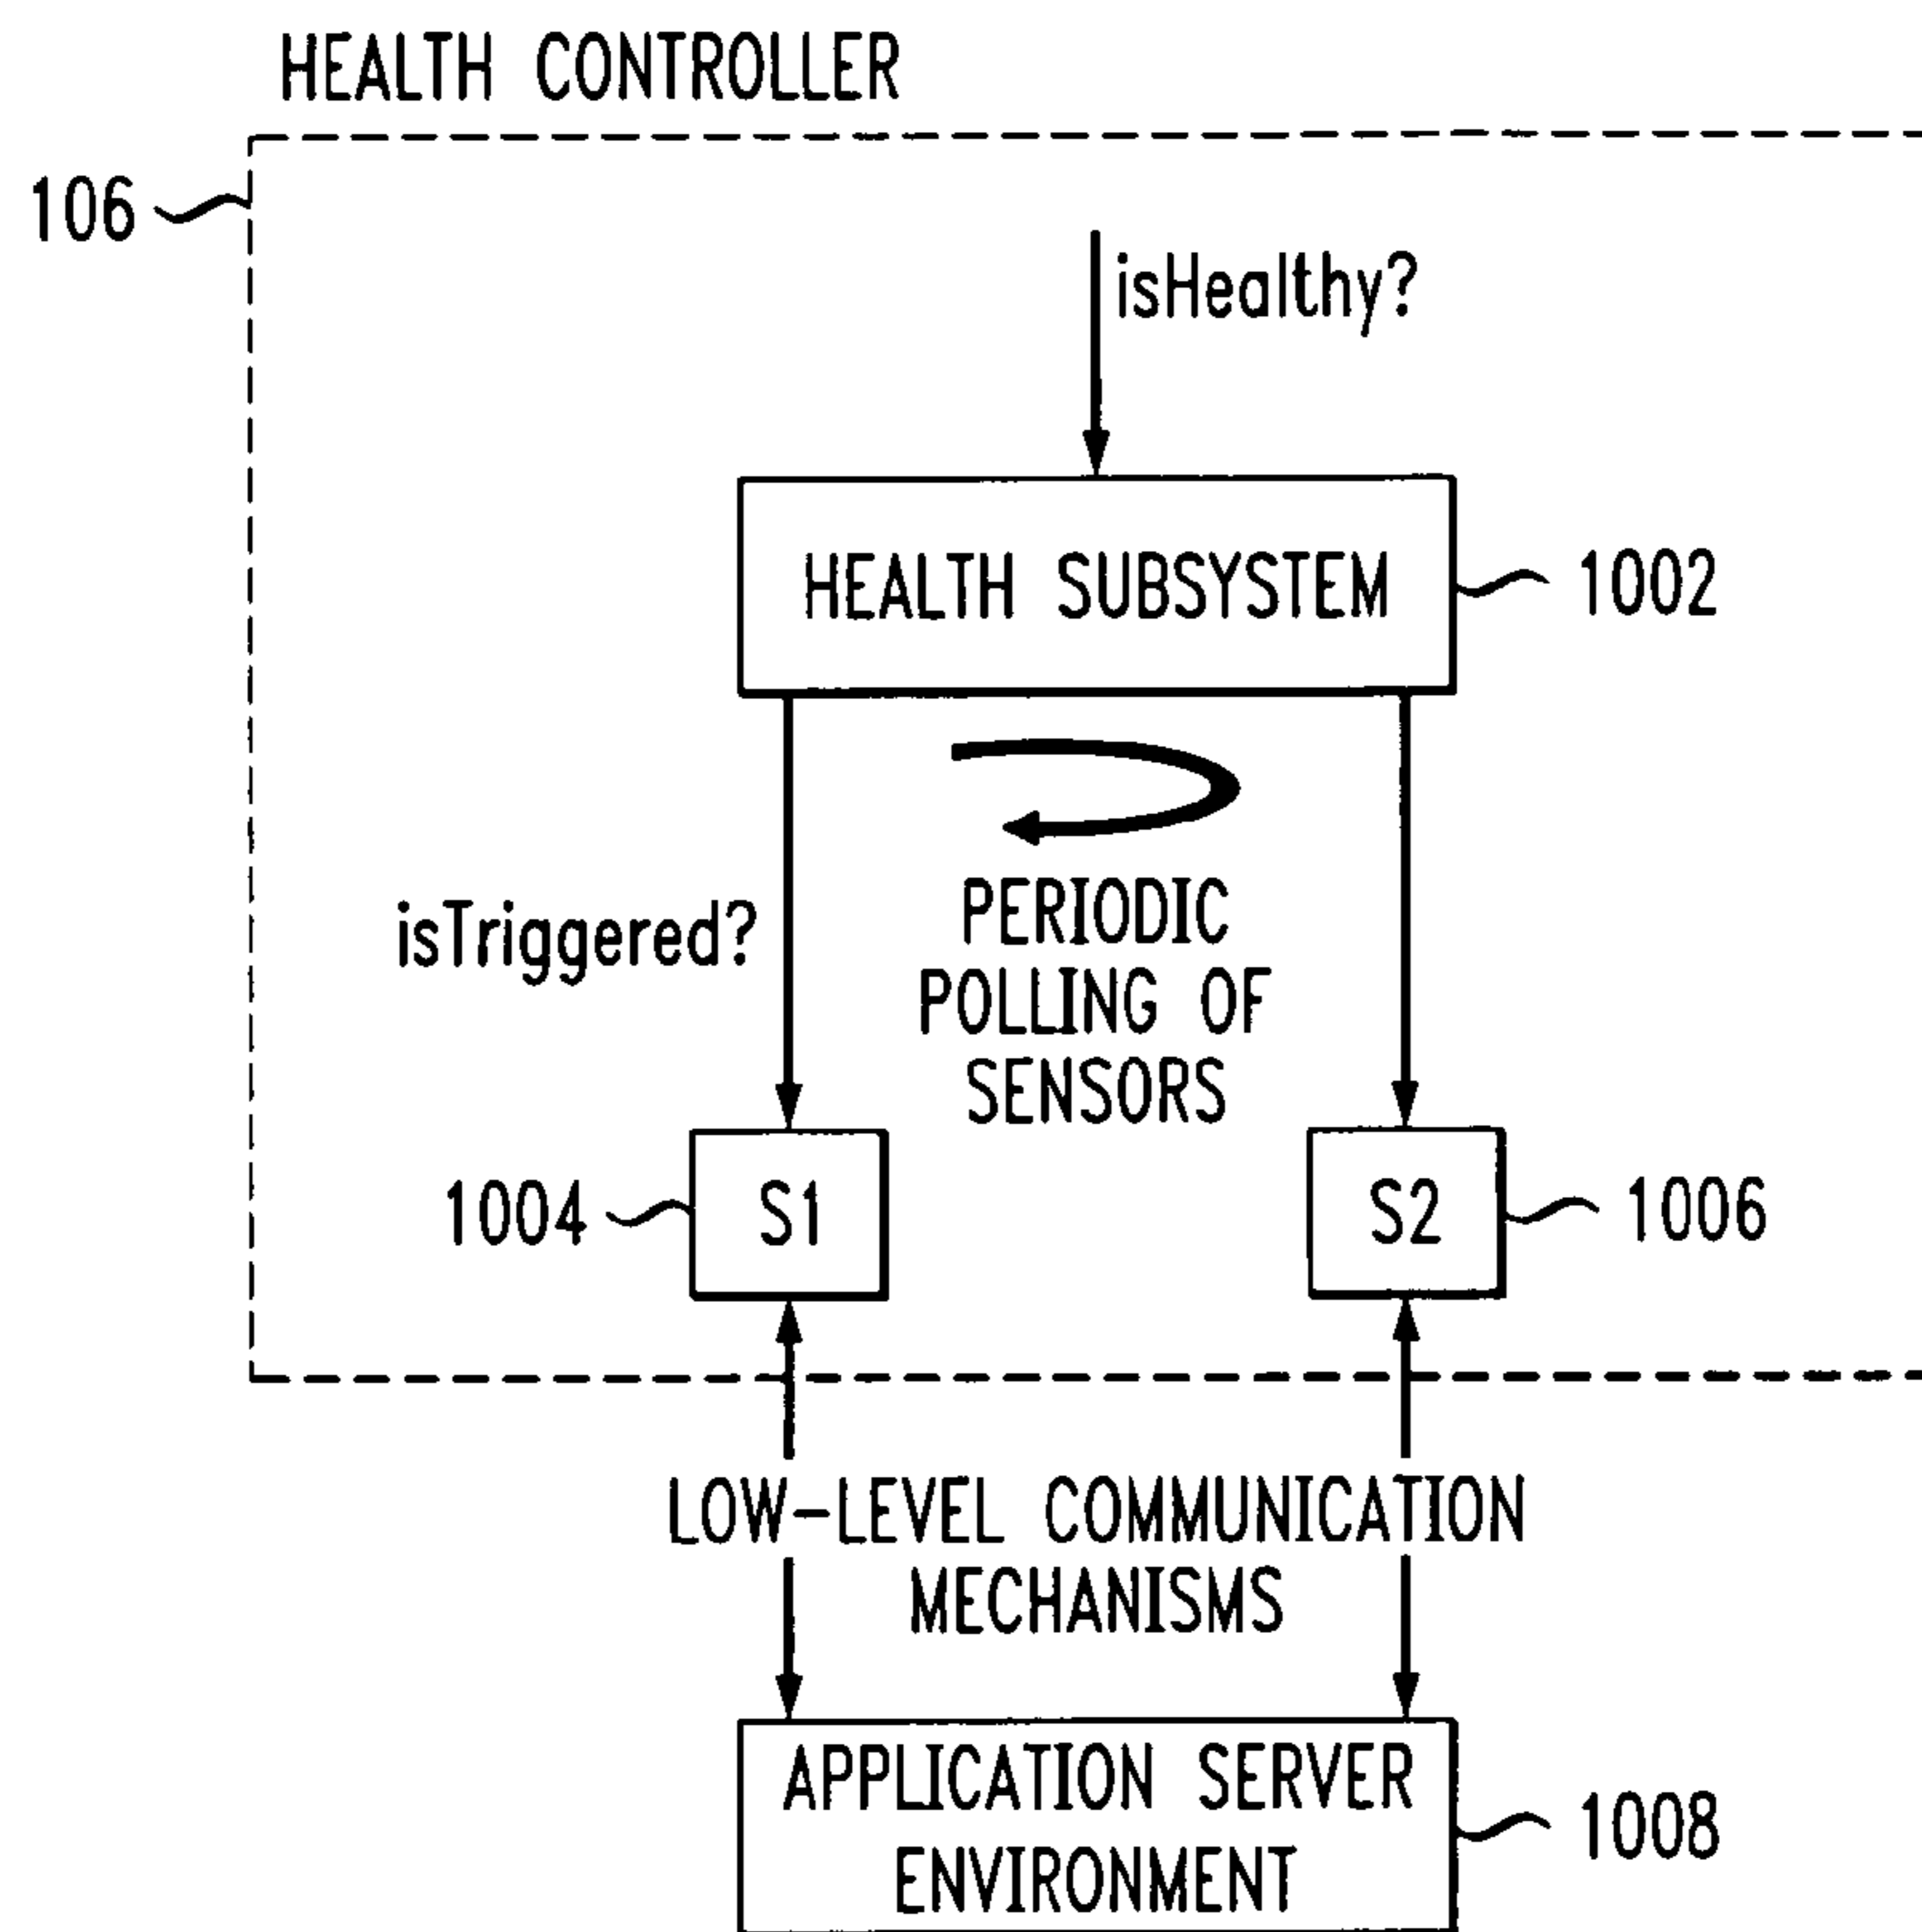 HEALTH CONTROLLER
106
isHealthy?
HEALTH SUBSYSTEM
1002
isTriggered?
PERIODIC
POLLING OF
SENSORS
1004
S1
S2
1006
LOW-LEVEL COMMUNICATION
MECHANISMS
APPLICATION SERVER
ENVIRONMENT
1008